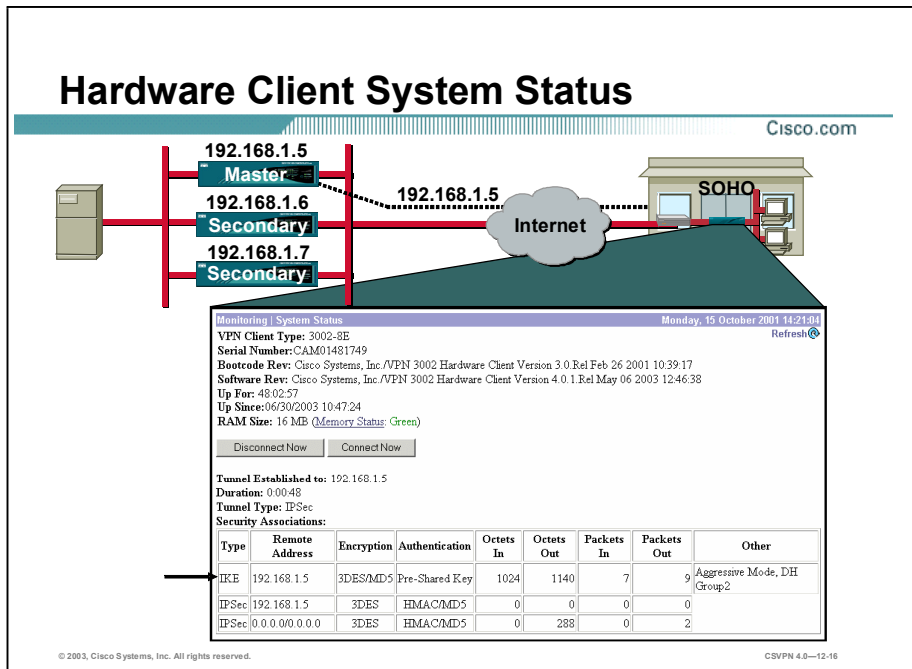 Hardware Client System Status
Cisco.com
192.168.1.5
Master
192.168.1.6
Secondary
192.168.1.7
Secondary
192.168.1.5
Internet
SOHO
Monitoring | System Status Monday, 15 October 2001 14:21:04
Refresh
VPN Client Type: 3002-8E
Serial Number:CAM01481749
Bootcode Rev: Cisco Systems, Inc./VPN 3002 Hardware Client Version 3.0.Rel Feb 26 2001 10:39:17
Software Rev: Cisco Systems, Inc./VPN 3002 Hardware Client Version 4.0.1.Rel May 06 2003 12:46:38
Up For: 48:02:57
Up Since:06/30/2003 10:47:24
RAM Size: 16 MB (Memory Status: Green)
Disconnect Now Connect Now
Tunnel Established to: 192.168.1.5
Duration: 0:00:48
Tunnel Type: IPSec
Security Associations:
Type Remote Address Encryption Authentication Octets In Octets Out Packets In Packets Out Other
IKE 192.168.1.5 3DES/MD5 Pre-Shared Key 1024 1140 7 9 Aggressive Mode, DH Group2
IPSec 192.168.1.5 3DES HMAC/MD5 0 0 0 0
IPSec 0.0.0.0/0.0.0.0 3DES HMAC/MD5 0 288 0 2
© 2003, Cisco Systems, Inc. All rights reserved. CSVPN 4.0—12-16